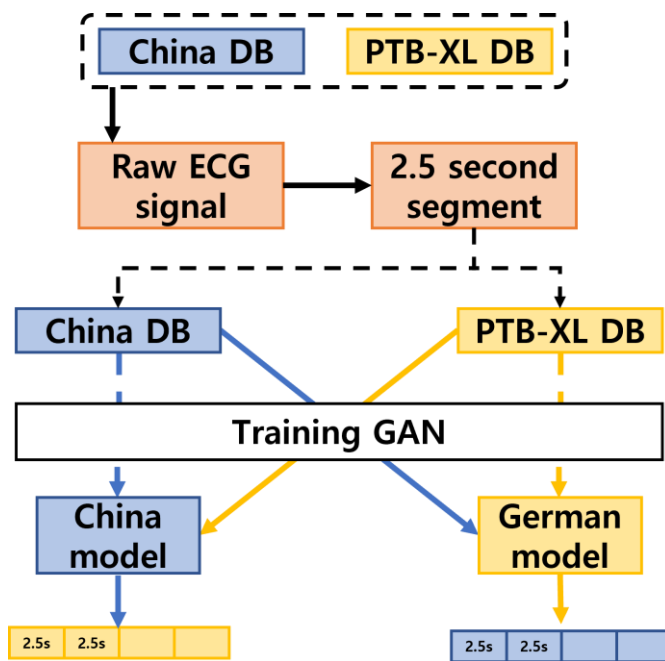 China DB
PTB-XL DB
Raw ECG
signal
2.5 second
segment
China DB
PTB-XL DB
Training GAN
China
model
German
model
2.5s 2.5s
2.5s 2.5s